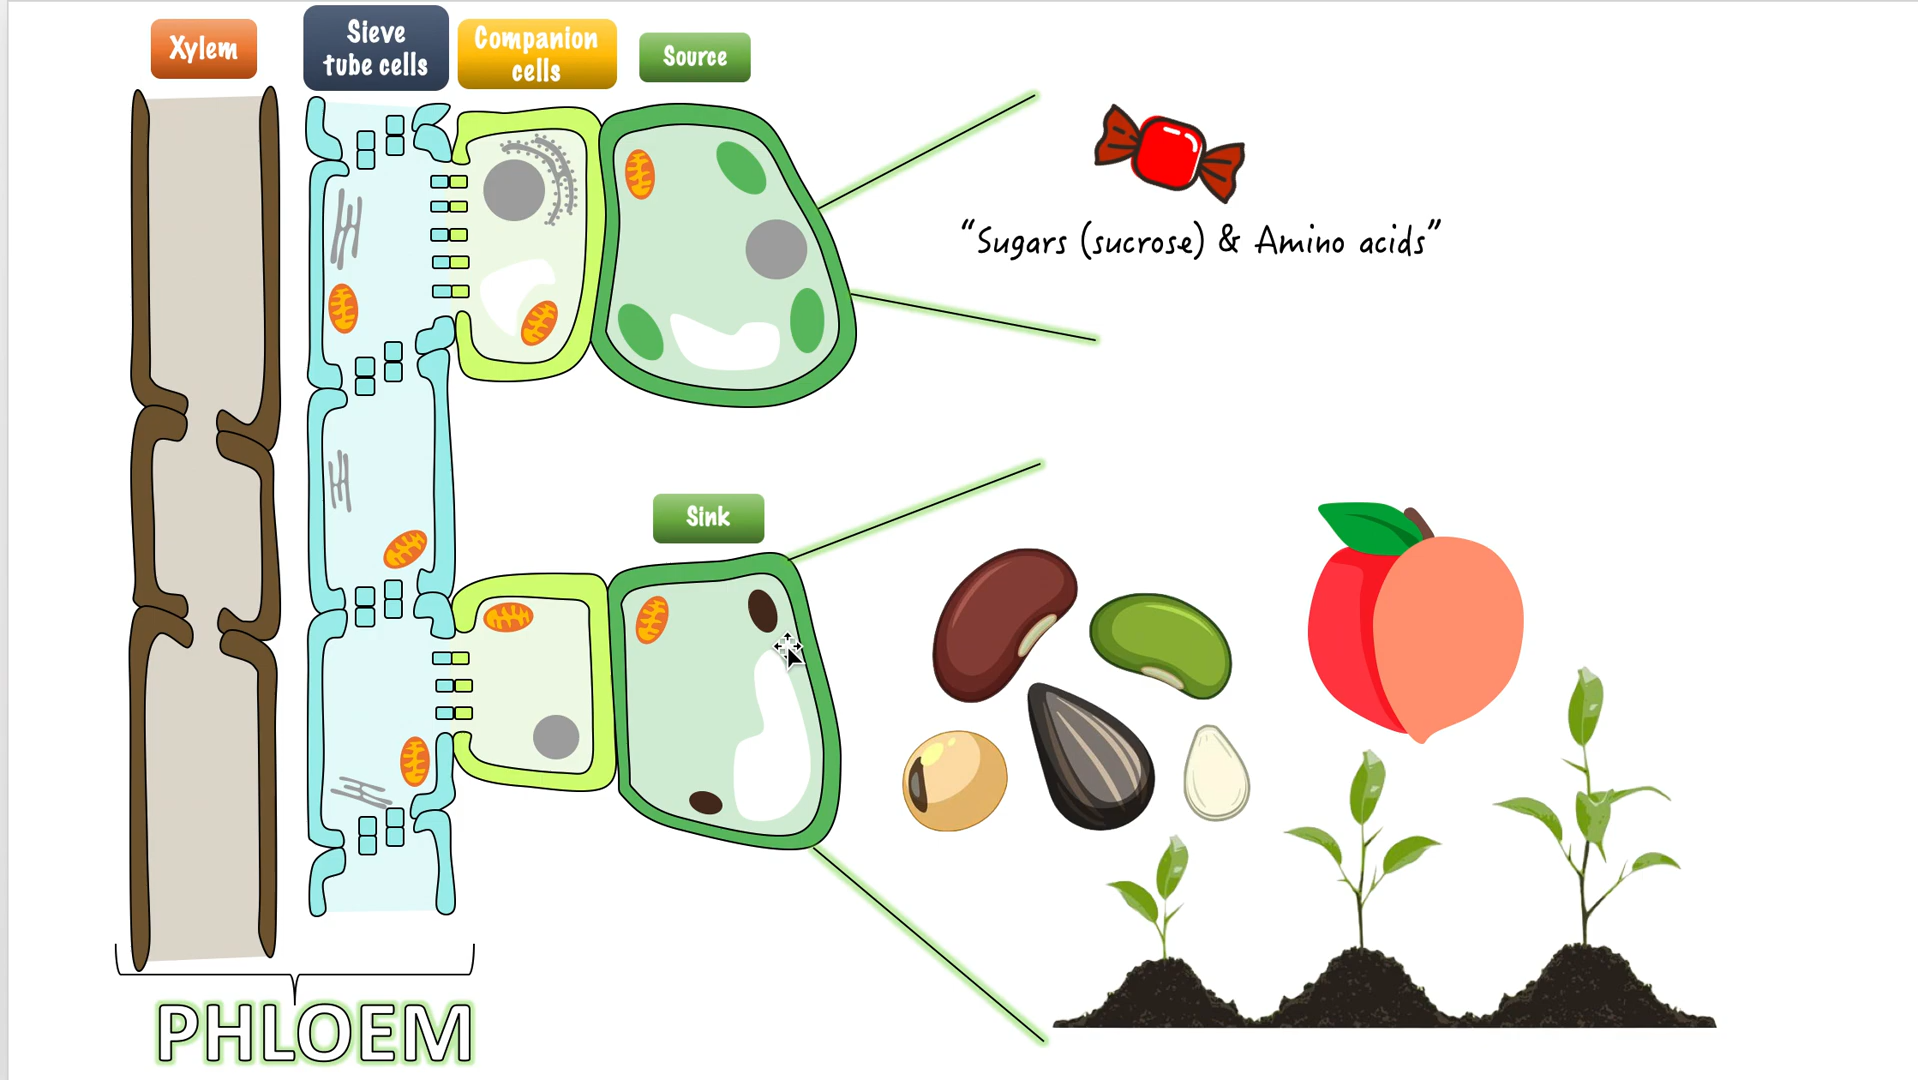 Xylem
Sieve
tube cells
Companion
cells
Source
“Sugars (sucrose) & Amino acids”
Sink
PHLOEM